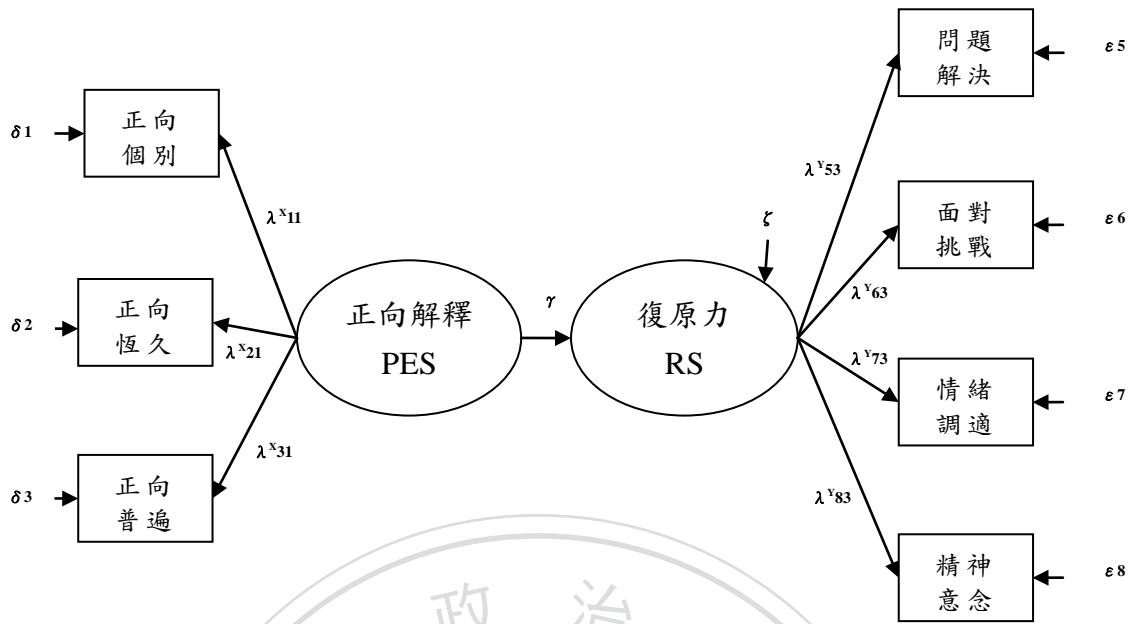 δ1
正向
個別
λX11
δ2
正向
恆久
λX21
δ3
正向
普遍
λX31
正向解釋
PES
γ
ζ
復原力
RS
λY53
問題
解決
ε5
λY63
面對
挑戰
ε6
λY73
情緒
調適
ε7
λY83
精神
意念
ε8
政治